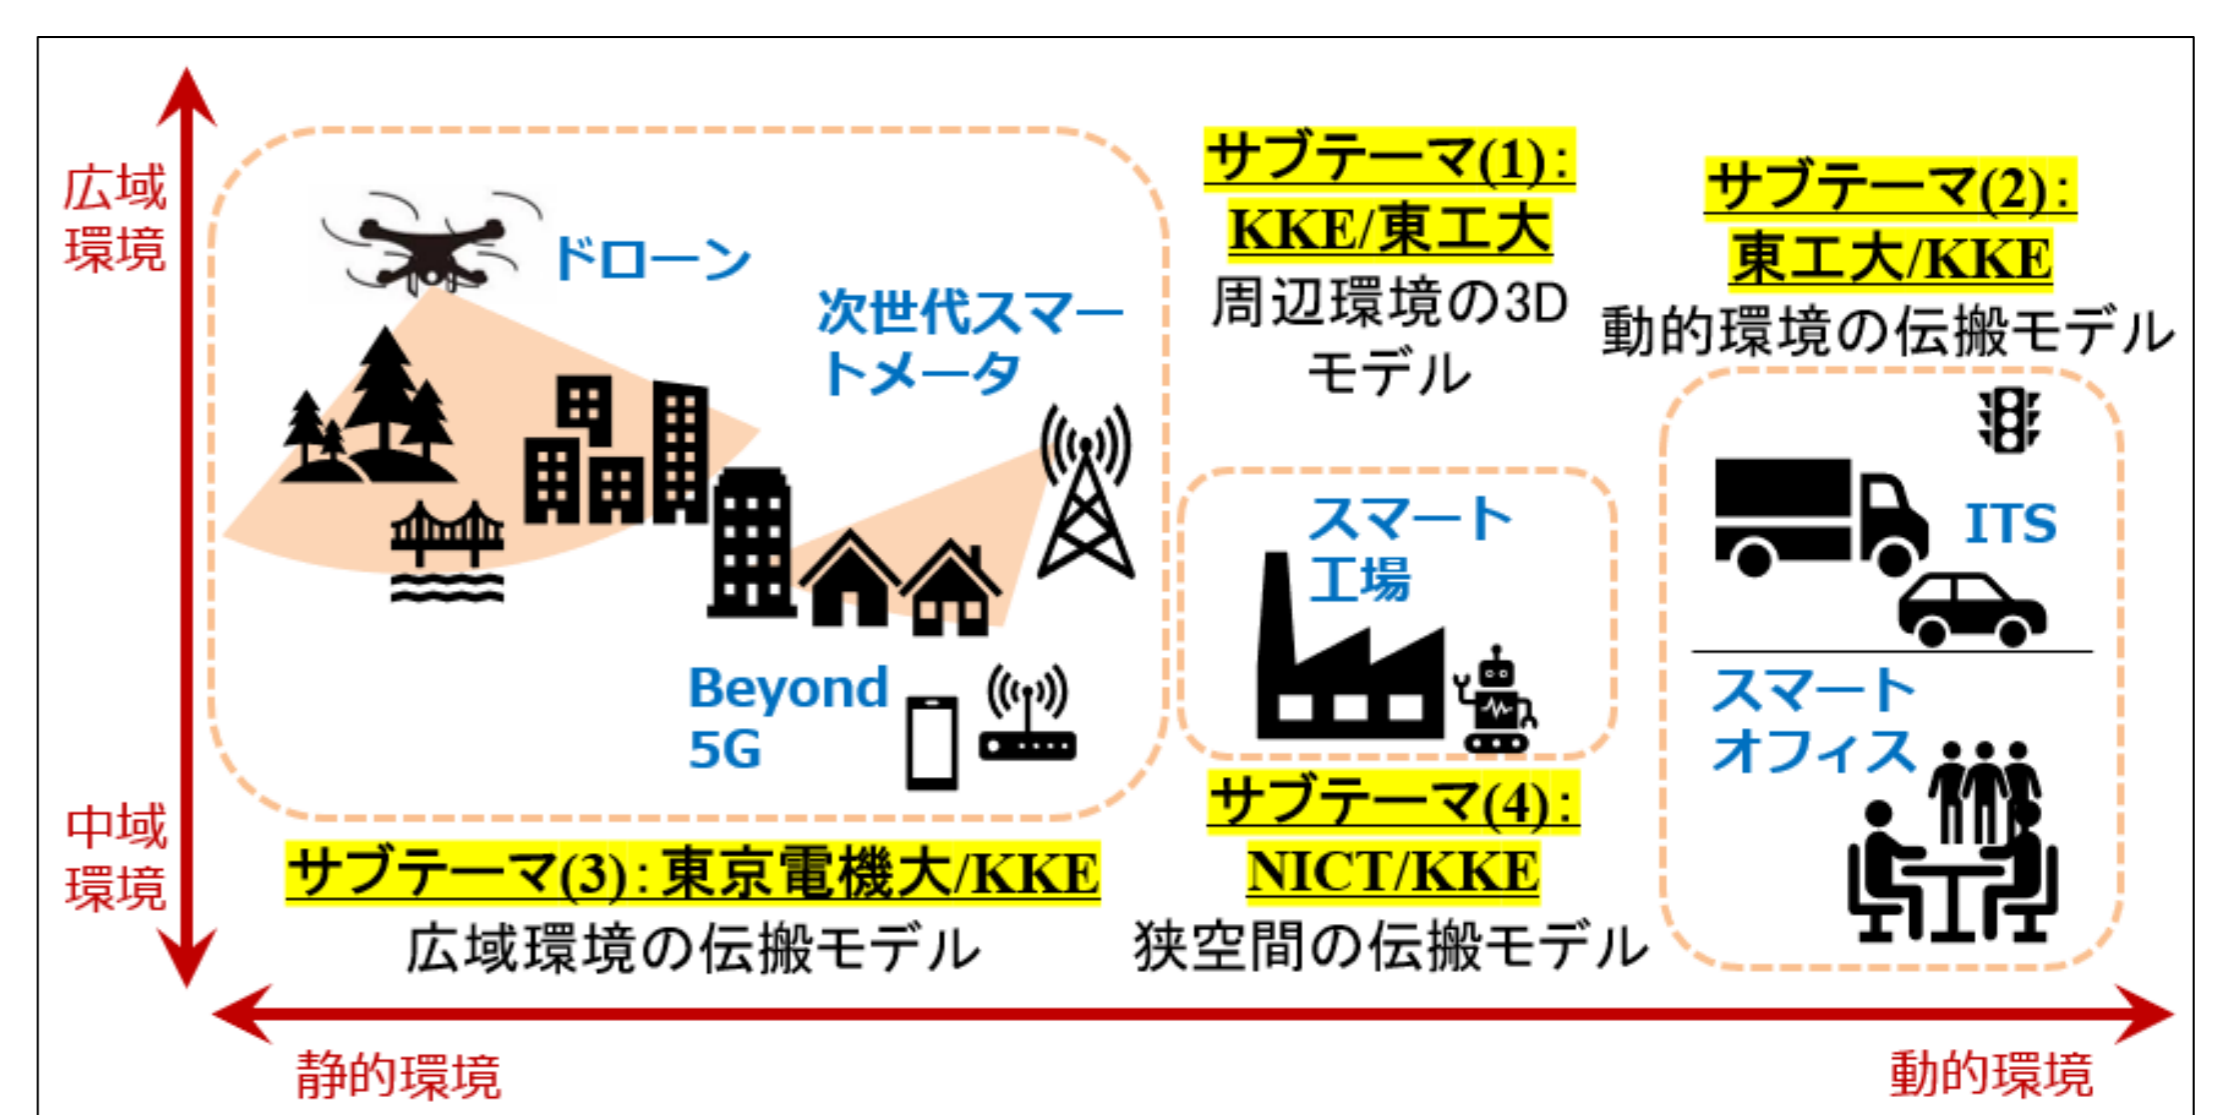 広域
環境
ドローン
次世代スマー
トメータ
Beyond
5G
サブテーマ(3):東京電機大/KKE
広域環境の伝搬モデル
サブテーマ(1):
KKE/東工大
周辺環境の3D
モデル
スマート
工場
サブテーマ(4):
NICT/KKE
狭空間の伝搬モデル
サブテーマ(2):
東工大/KKE
動的環境の伝搬モデル
ITS
スマート
オフィス
中域
環境
静的環境
動的環境